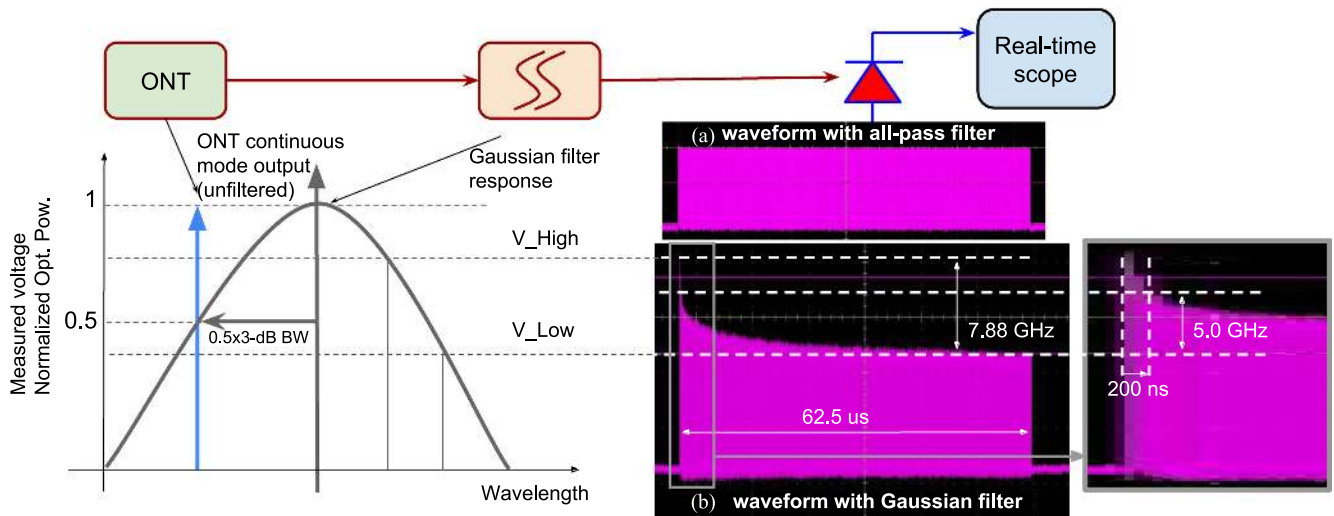 ONT
Real-time
scope
ONT continuous
mode output
(unfiltered)
Gaussian filter
response
(a) waveform with all-pass filter
Measured voltage
Normalized Opt. Pow.
1
0.5
0.5x3-dB BW
V_High
V_Low
Wavelength
7.88 GHz
62.5 us
5.0 GHz
200 ns
(b) waveform with Gaussian filter